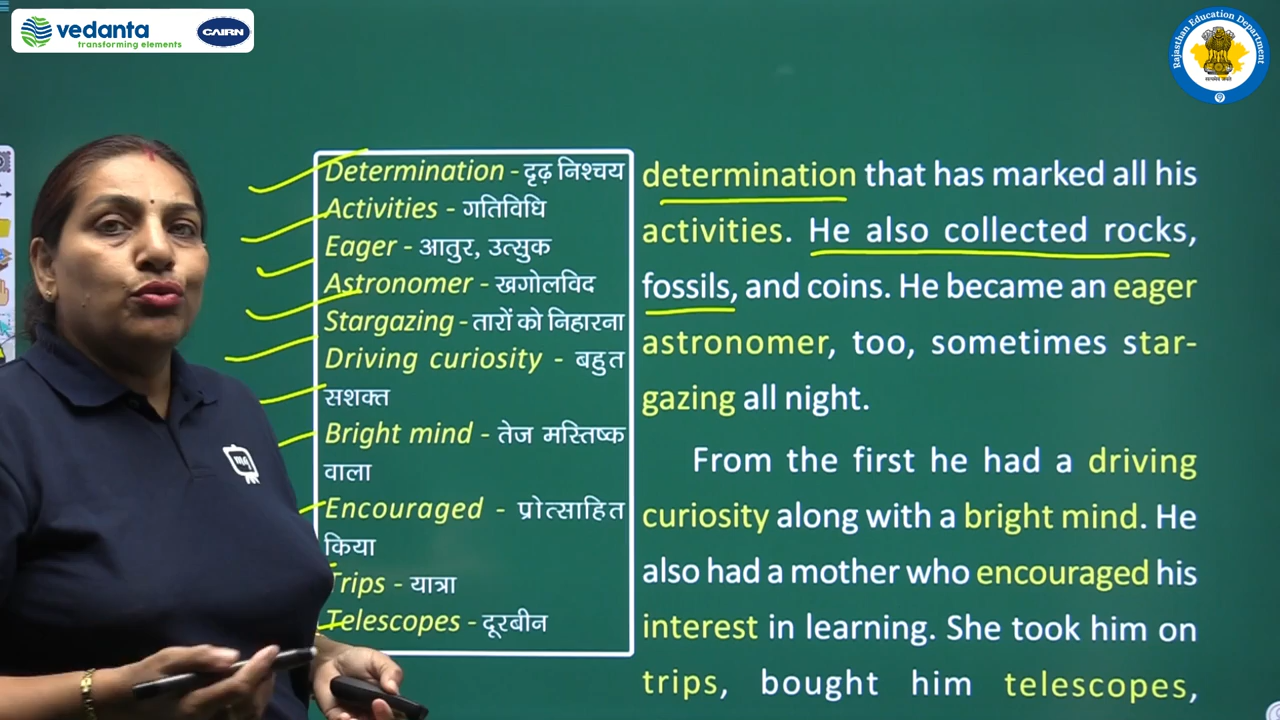 vedanta
transforming elements
CAIRN
Rajasthan Education Department
Determination - दृढ़ निश्चय
Activities - गतिविधि
Eager - आतुर, उत्सुक
Astronomer - खगोलविद
Stargazing - तारों को निहारना
Driving curiosity - बहुत
सशक्त
Bright mind - तेज मस्तिष्क
वाला
Encouraged - प्रोत्साहित
किया
Trips - यात्रा
Telescopes - दूरबीन
determination that has marked all his
activities. He also collected rocks,
fossils, and coins. He became an eager
astronomer, too, sometimes star-
gazing all night.
From the first he had a driving
curiosity along with a bright mind. He
also had a mother who encouraged his
interest in learning. She took him on
trips, bought him telescopes,